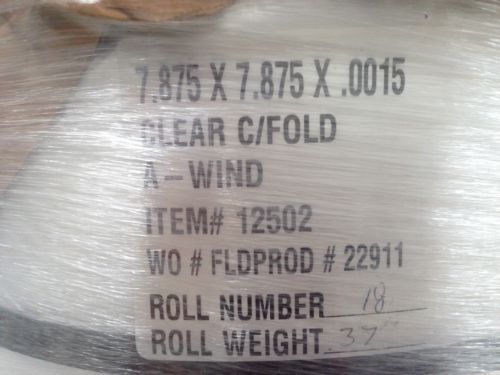 7.875 X 7.875 X .0015
CLEAR C/FOLD
A-WIND
ITEM# 12502
WO # FLDPROD # 22911
ROLL NUMBER 18
ROLL WEIGHT 37